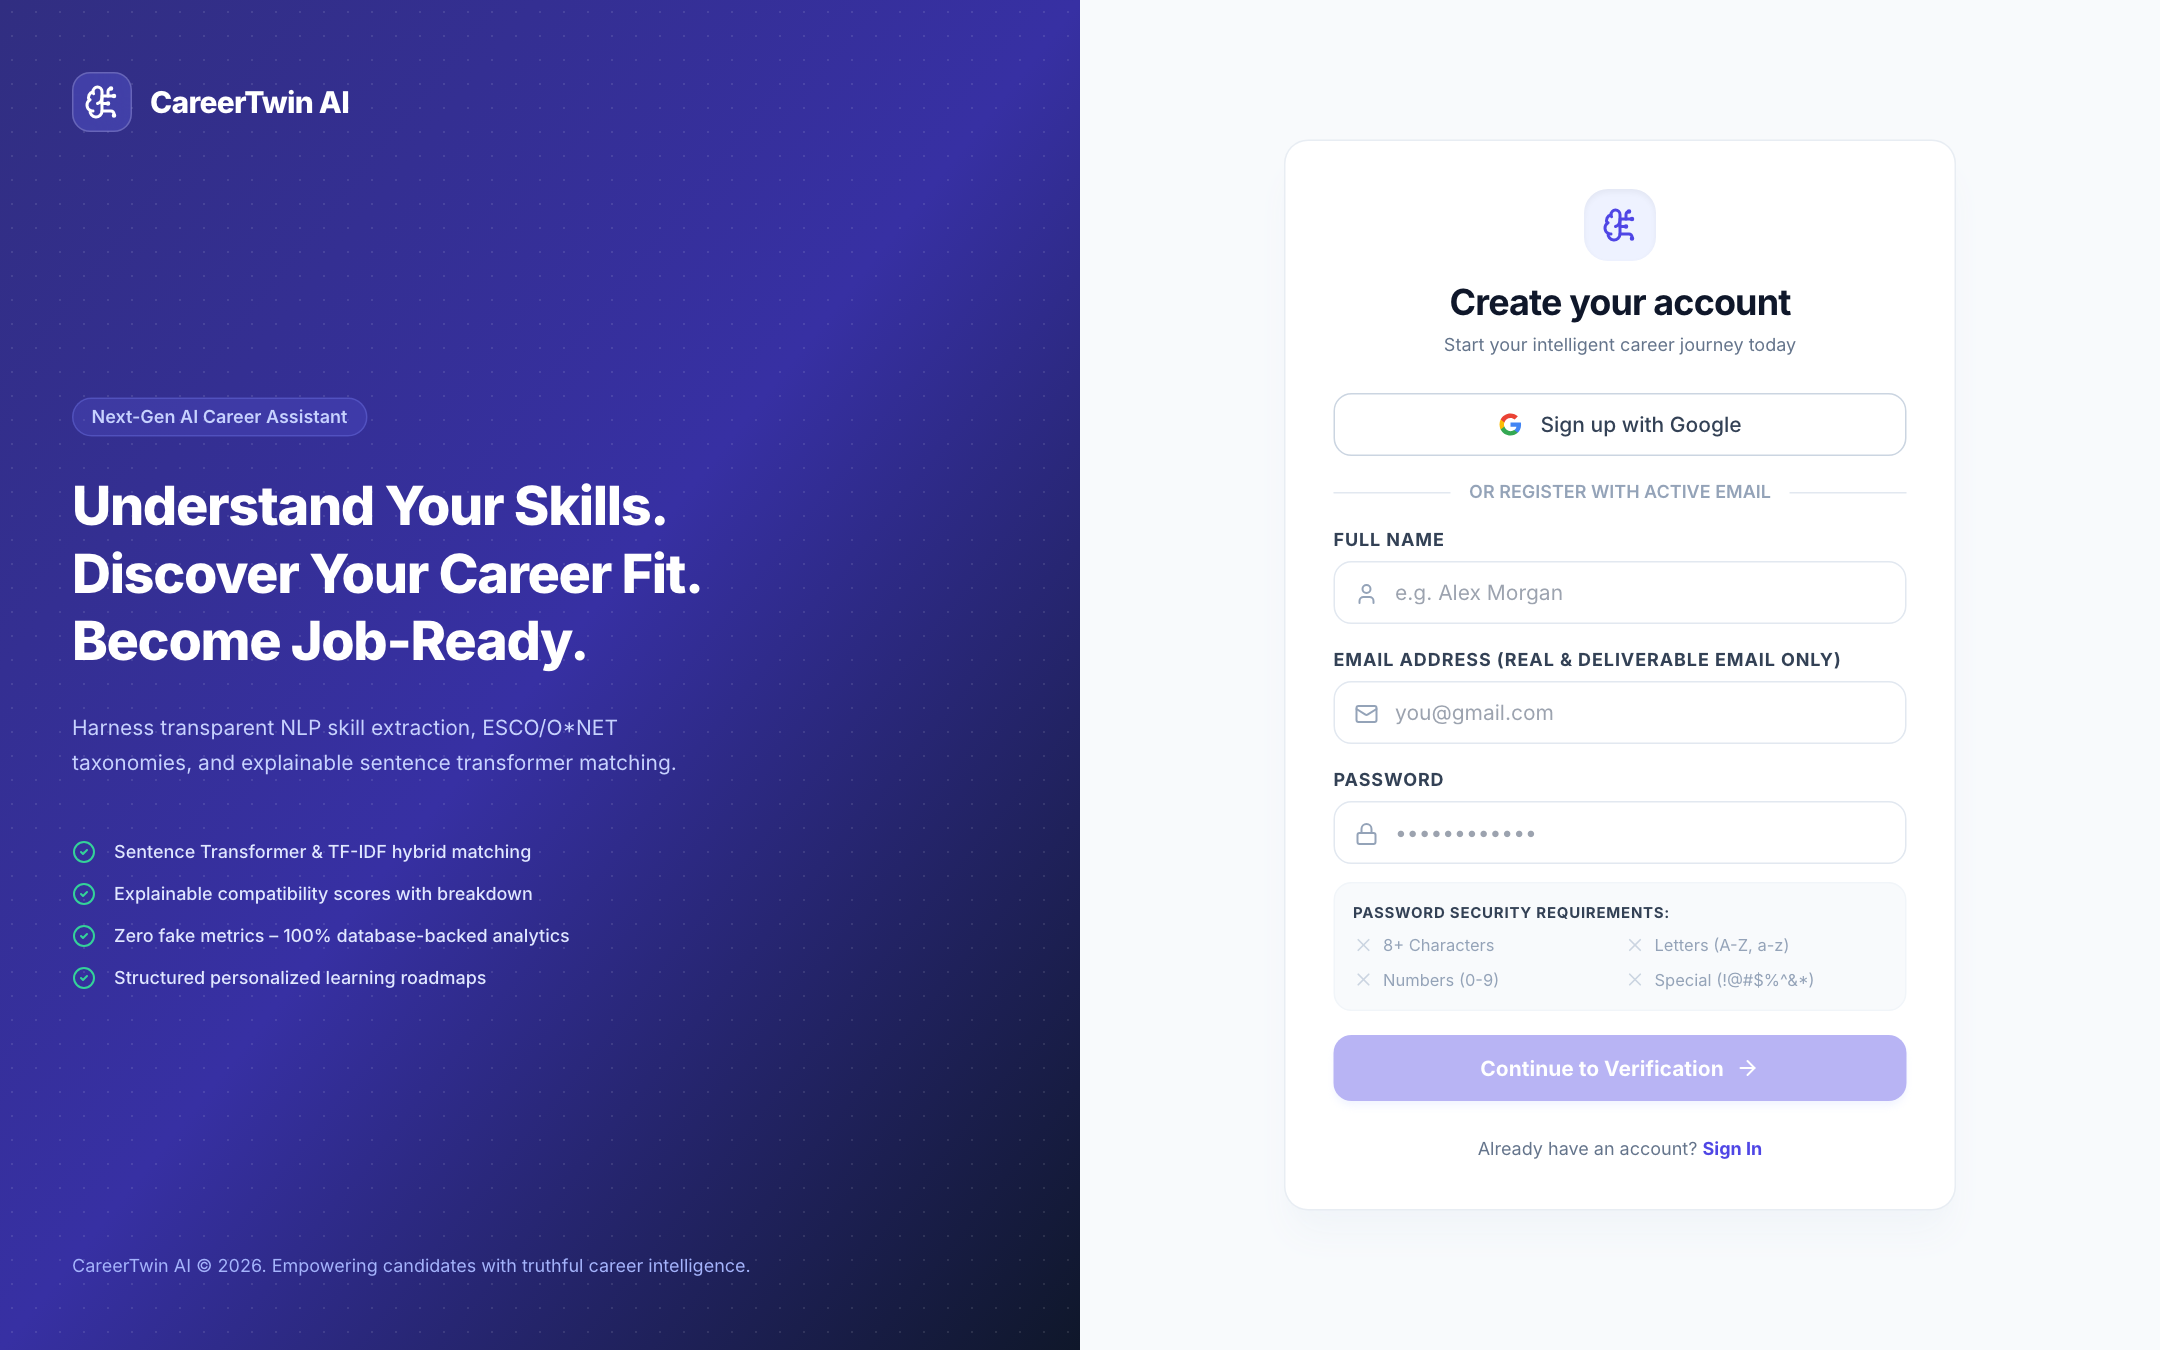 CareerTwin AI
Next-Gen AI Career Assistant
Understand Your Skills.
Discover Your Career Fit.
Become Job-Ready.
Harness transparent NLP skill extraction, ESCO/O*NET
taxonomies, and explainable sentence transformer matching.
Sentence Transformer & TF-IDF hybrid matching
Explainable compatibility scores with breakdown
Zero fake metrics – 100% database-backed analytics
Structured personalized learning roadmaps
CareerTwin AI © 2026. Empowering candidates with truthful career intelligence.
Create your account
Start your intelligent career journey today
Sign up with Google
OR REGISTER WITH ACTIVE EMAIL
FULL NAME
e.g. Alex Morgan
EMAIL ADDRESS (REAL & DELIVERABLE EMAIL ONLY)
you@gmail.com
PASSWORD
••••••••••••
PASSWORD SECURITY REQUIREMENTS:
8+ Characters
Letters (A-Z, a-z)
Numbers (0-9)
Special (!@#$%^&*)
Continue to Verification →
Already have an account? Sign In